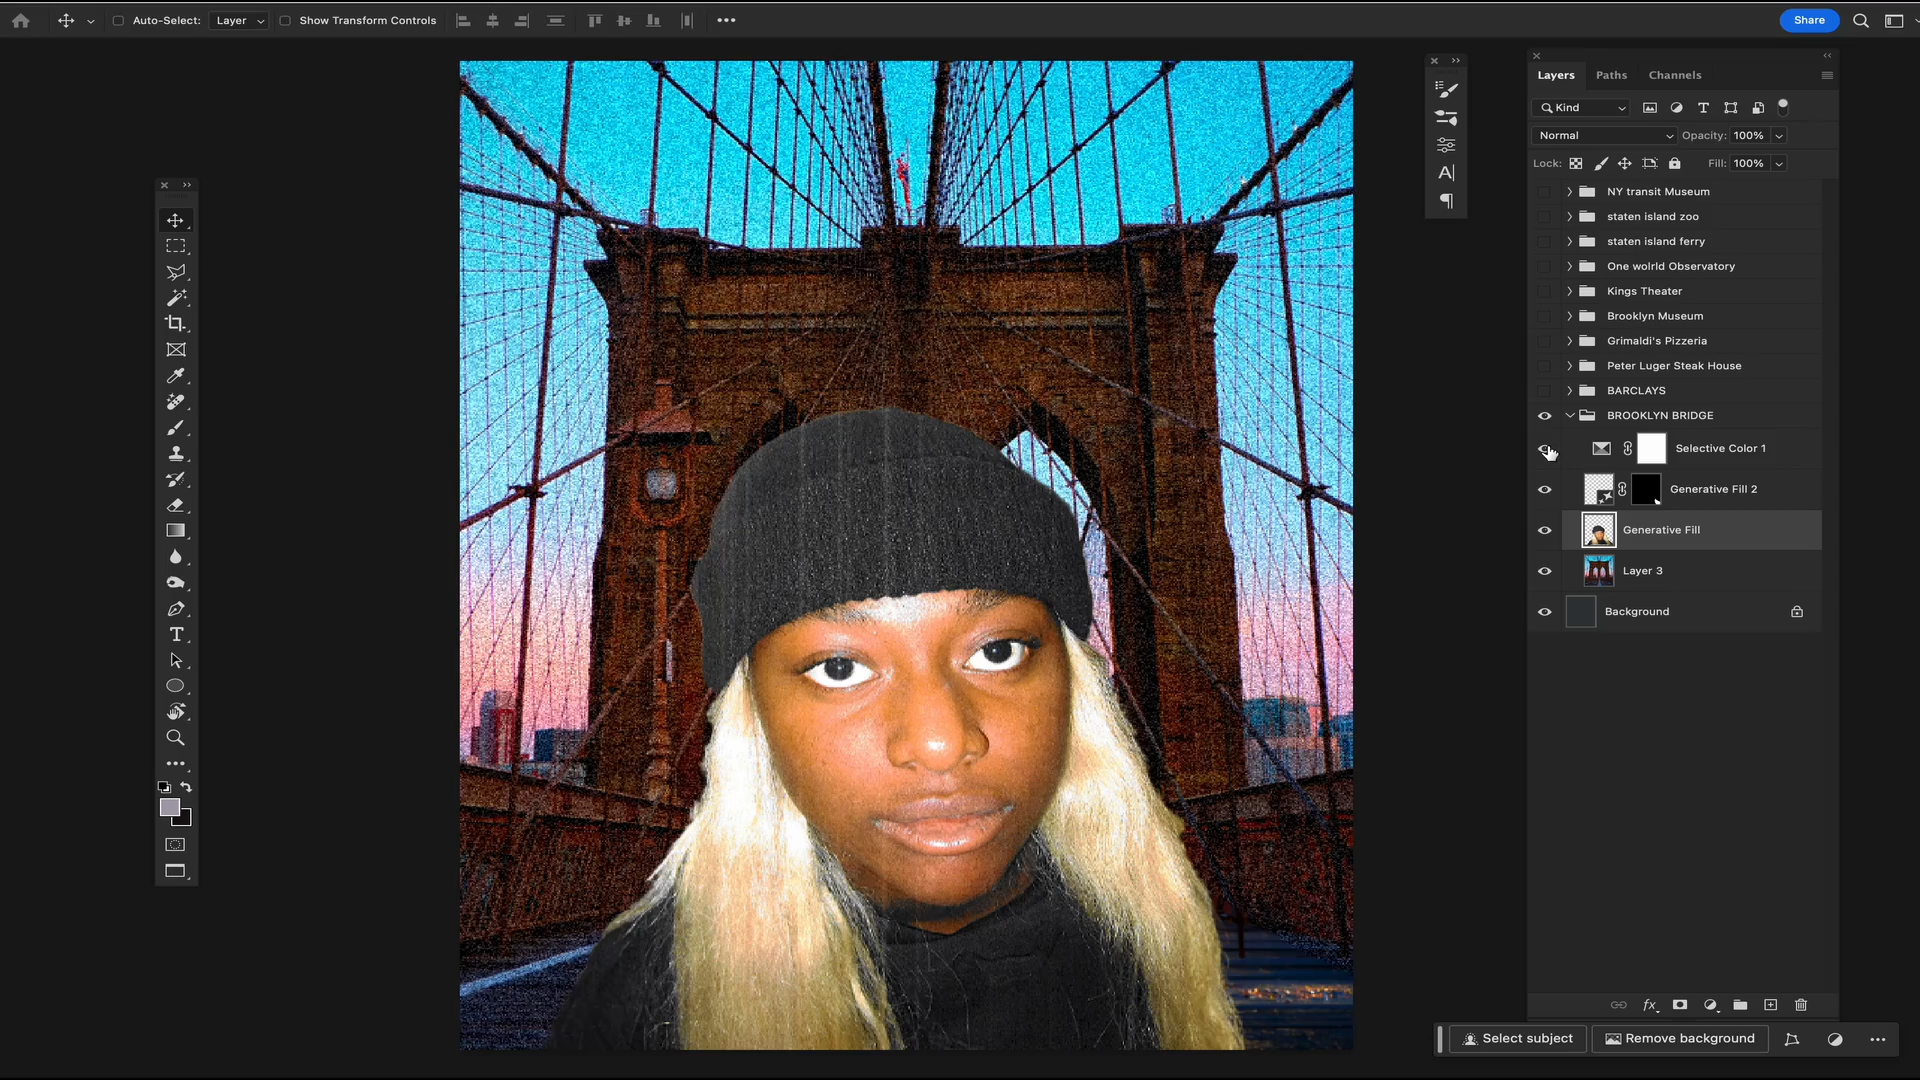 Auto-Select:
Layer
Show Transform Controls
Share
Layers
Paths
Channels
Kind
Normal
Opacity: 100%
Lock:
Fill: 100%
NY transit Museum
staten island zoo
staten island ferry
One wolrld Observatory
Kings Theater
Brooklyn Museum
Grimaldi's Pizzeria
Peter Luger Steak House
BARCLAYS
BROOKLYN BRIDGE
Selective Color 1
Generative Fill 2
Generative Fill
Layer 3
Background
fx
Select subject
Remove background